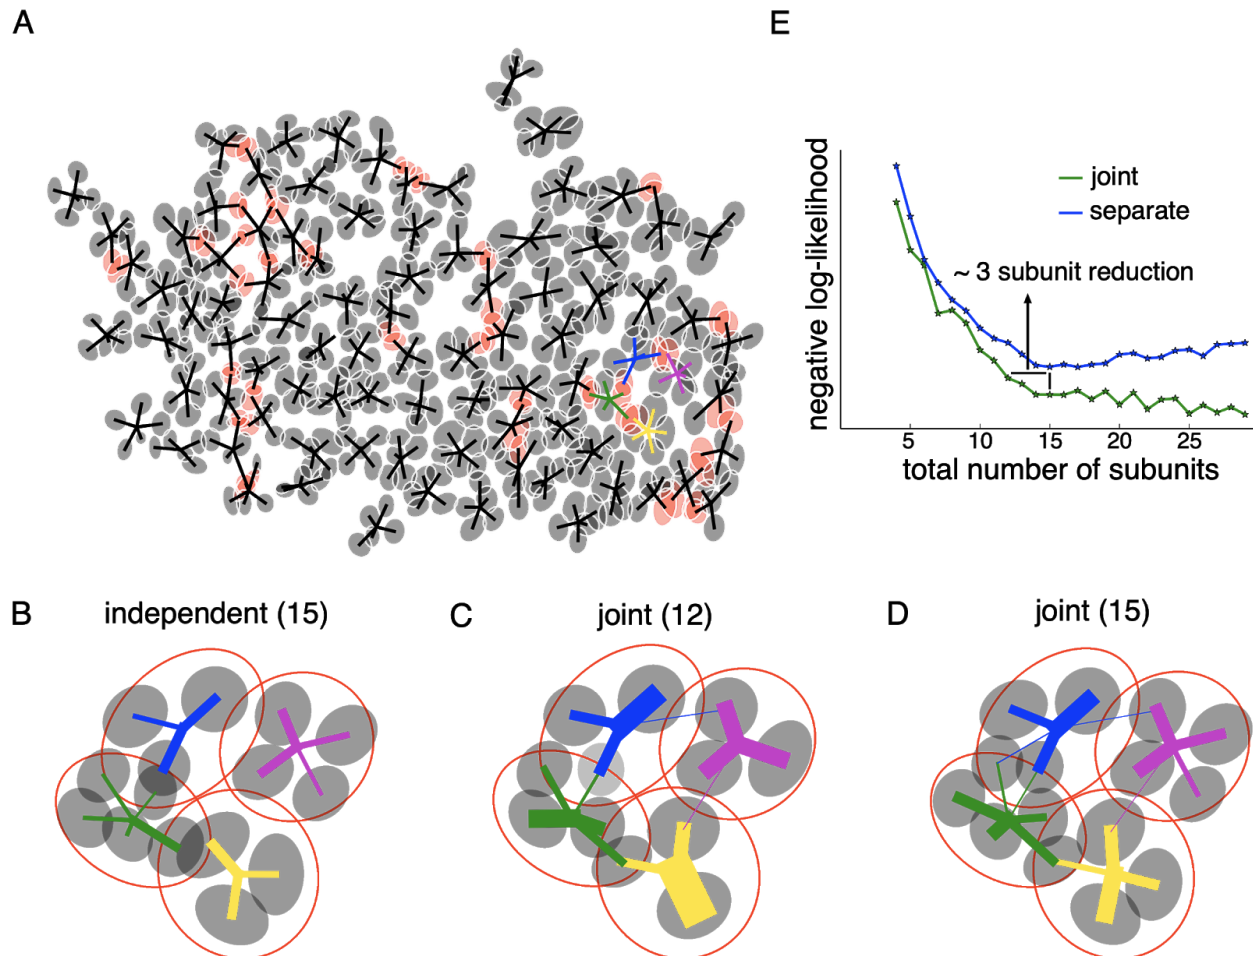 A
E
negative log-likelihood
joint
separate
~ 3 subunit reduction
5
10
15
20
25
total number of subunits
B
independent (15)
C
joint (12)
D
joint (15)